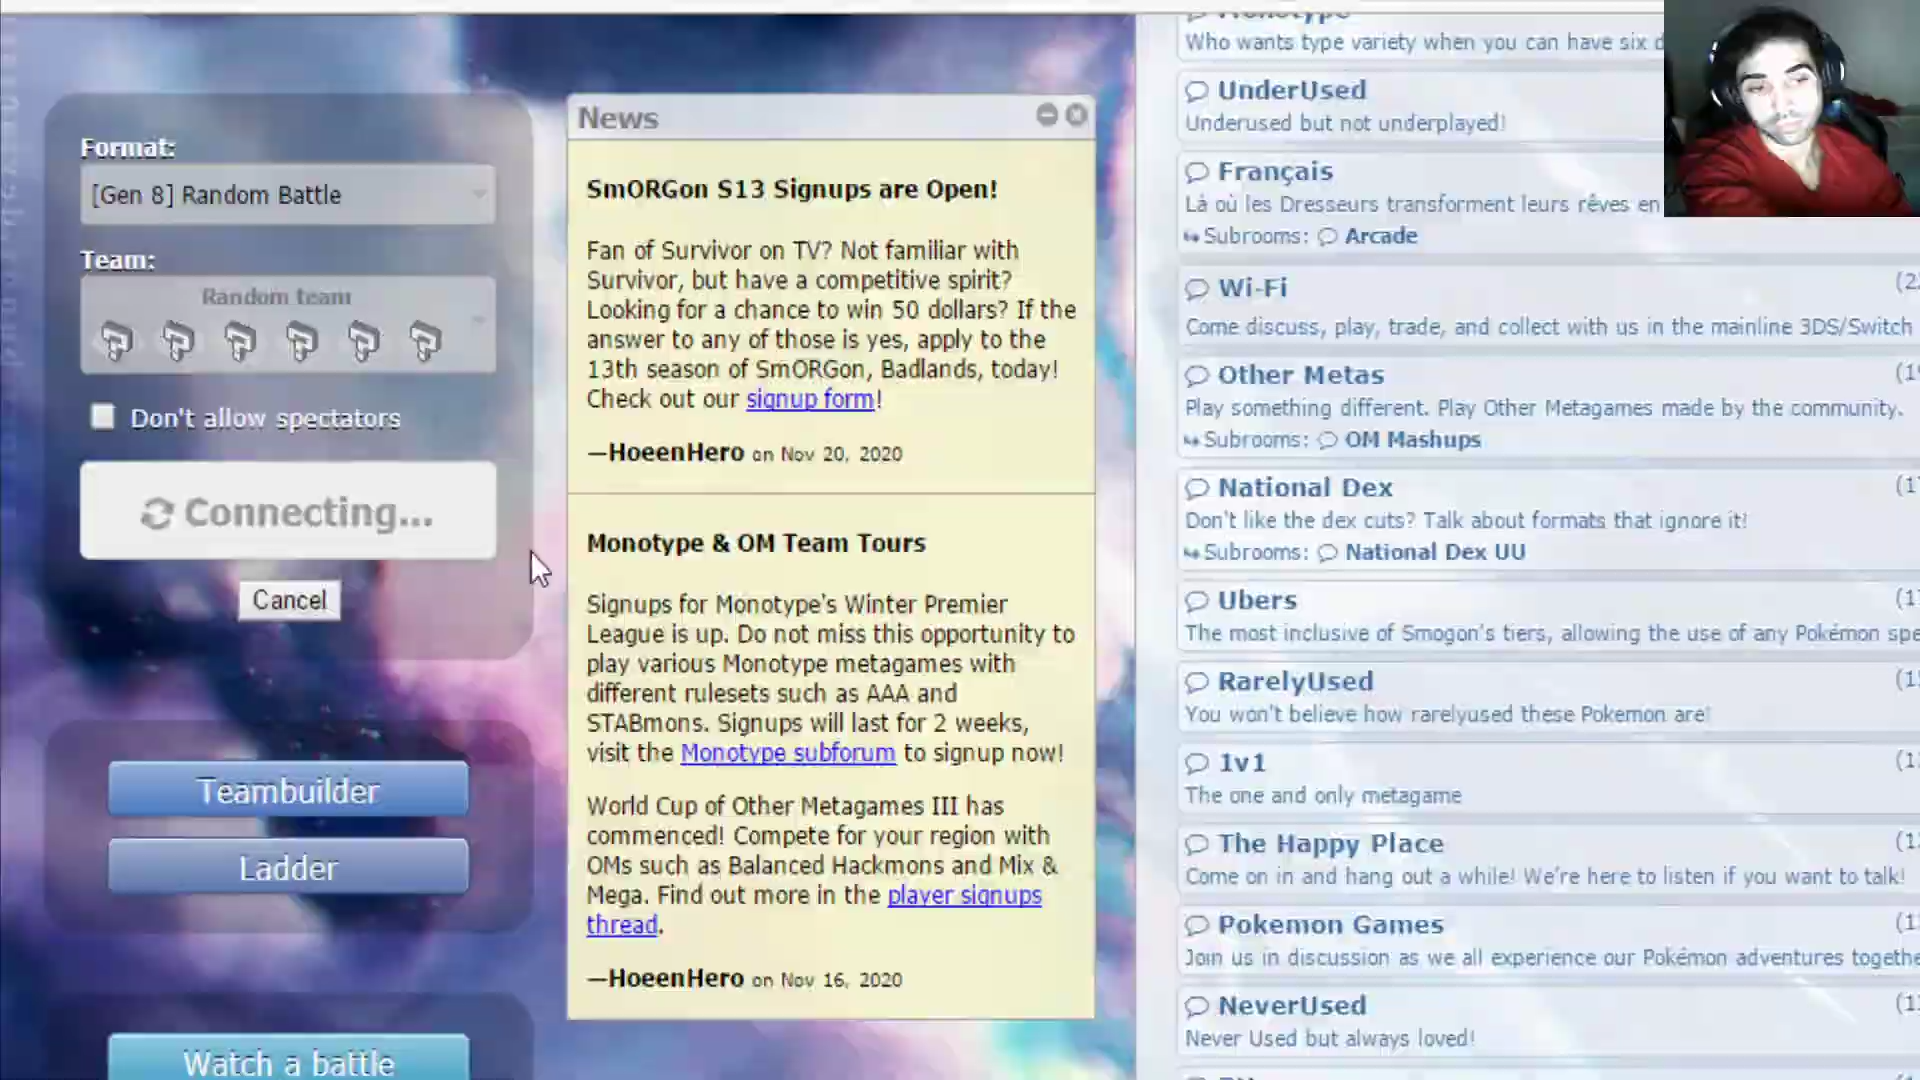 Format:
[Gen 8] Random Battle
Team:
Random team
Don't allow spectators
Connecting...
Cancel
Teambuilder
Ladder
Watch a battle
News
SmORGon S13 Signups are Open!
Fan of Survivor on TV? Not familiar with
Survivor, but have a competitive spirit?
Looking for a chance to win 50 dollars? If the
answer to any of those is yes, apply to the
13th season of SmORGon, Badlands, today!
Check out our signup form!
—HoeenHero on Nov 20, 2020
Monotype & OM Team Tours
Signups for Monotype's Winter Premier
League is up. Do not miss this opportunity to
play various Monotype metagames with
different rulesets such as AAA and
STABmons. Signups will last for 2 weeks,
visit the Monotype subforum to signup now!
World Cup of Other Metagames III has
commenced! Compete for your region with
OMs such as Balanced Hackmons and Mix &
Mega. Find out more in the player signups
thread.
—HoeenHero on Nov 16, 2020
Monotype
Who wants type variety when you can have six
UnderUsed
Underused but not underplayed!
Français
Là où les Dresseurs transforment leurs rêves en
Subrooms: Arcade
Wi-Fi
Come discuss, play, trade, and collect with us in the mainline 3DS/Switch
Other Metas
Play something different. Play Other Metagames made by the community.
Subrooms: OM Mashups
National Dex
Don't like the dex cuts? Talk about formats that ignore it!
Subrooms: National Dex UU
Ubers
The most inclusive of Smogon's tiers, allowing the use of any Pokémon spe
RarelyUsed
You won't believe how rarelyused these Pokemon are!
1v1
The one and only metagame
The Happy Place
Come on in and hang out a while! We're here to listen if you want to talk!
Pokemon Games
Join us in discussion as we all experience our Pokémon adventures togethe
NeverUsed
Never Used but always loved!